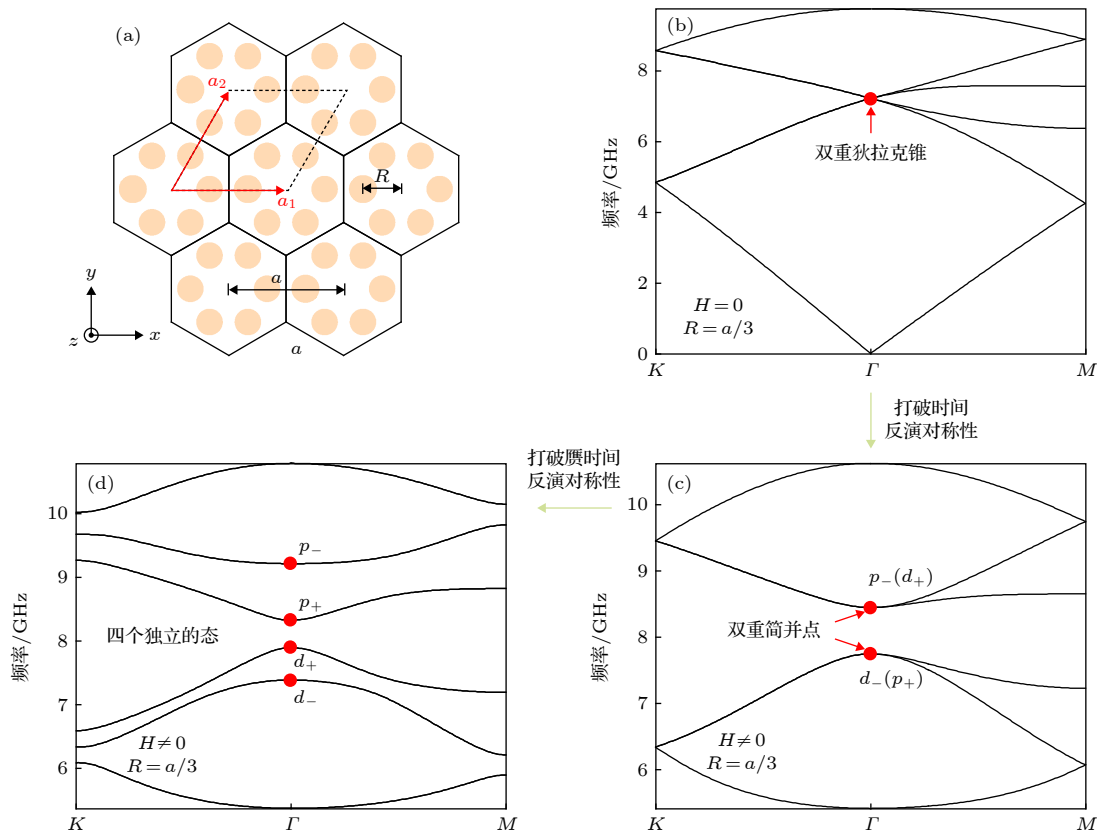 (a)
a₂
R
a₁
a
y
z
x
a
(b)
频率/GHz
8
6
4
2
0
双重狄拉克锥
H=0
R=a/3
K
Γ
M
打破时间
反演对称性
打破赝时间
反演对称性
(d)
频率/GHz
10
9
8
7
6
p₋
p₊
四个独立的态
d₊
d₋
H≠0
R=a/3
K
Γ
M
(c)
频率/GHz
10
9
8
7
6
p₋(d₊)
双重简并点
d₋(p₊)
H≠0
R=a/3
K
Γ
M